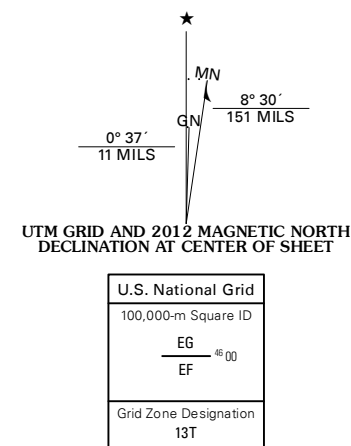 ★
MN
GN
8° 30´
151 MILS
0° 37´
11 MILS
UTM GRID AND 2012 MAGNETIC NORTH
DECLINATION AT CENTER OF SHEET
U.S. National Grid
100,000-m Square ID
EG
46 00
EF
Grid Zone Designation
13T